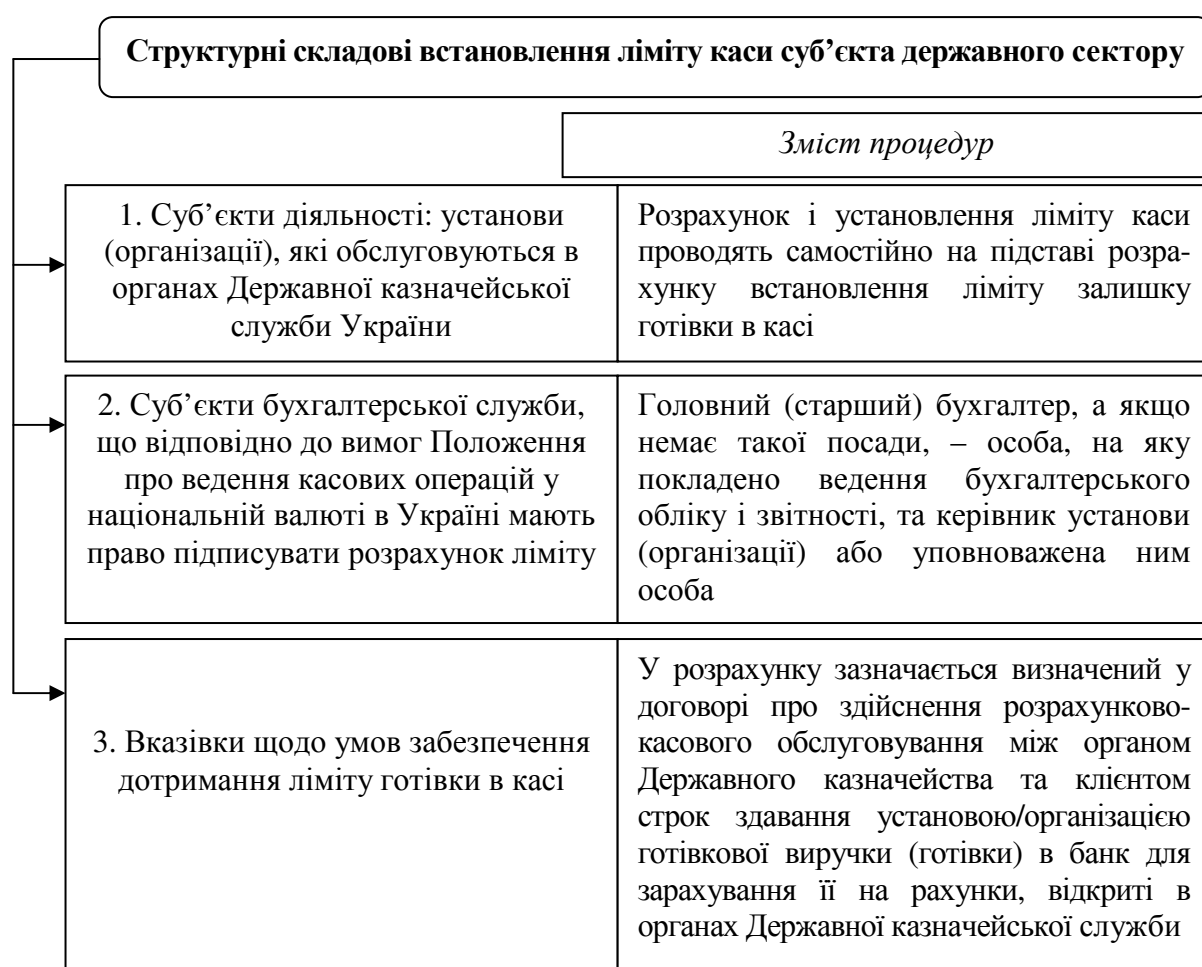 Структурні складові встановлення ліміту каси суб’єкта державного сектору
Зміст процедур
1. Суб’єкти діяльності: установи
(організації), які обслуговуються в
органах Державної казначейської
служби України
Розрахунок і установлення ліміту каси
проводять самостійно на підставі розра-
хунку встановлення ліміту залишку
готівки в касі
2. Суб’єкти бухгалтерської служби,
що відповідно до вимог Положення
про ведення касових операцій у
національній валюті в Україні мають
право підписувати розрахунок ліміту
Головний (старший) бухгалтер, а якщо
немає такої посади, – особа, на яку
покладено ведення бухгалтерського
обліку і звітності, та керівник установи
(організації) або уповноважена ним
особа
3. Вказівки щодо умов забезпечення
дотримання ліміту готівки в касі
У розрахунку зазначається визначений у
договорі про здійснення розрахунково-
касового обслуговування між органом
Державного казначейства та клієнтом
строк здавання установою/організацією
готівкової виручки (готівки) в банк для
зарахування її на рахунки, відкриті в
органах Державної казначейської служби